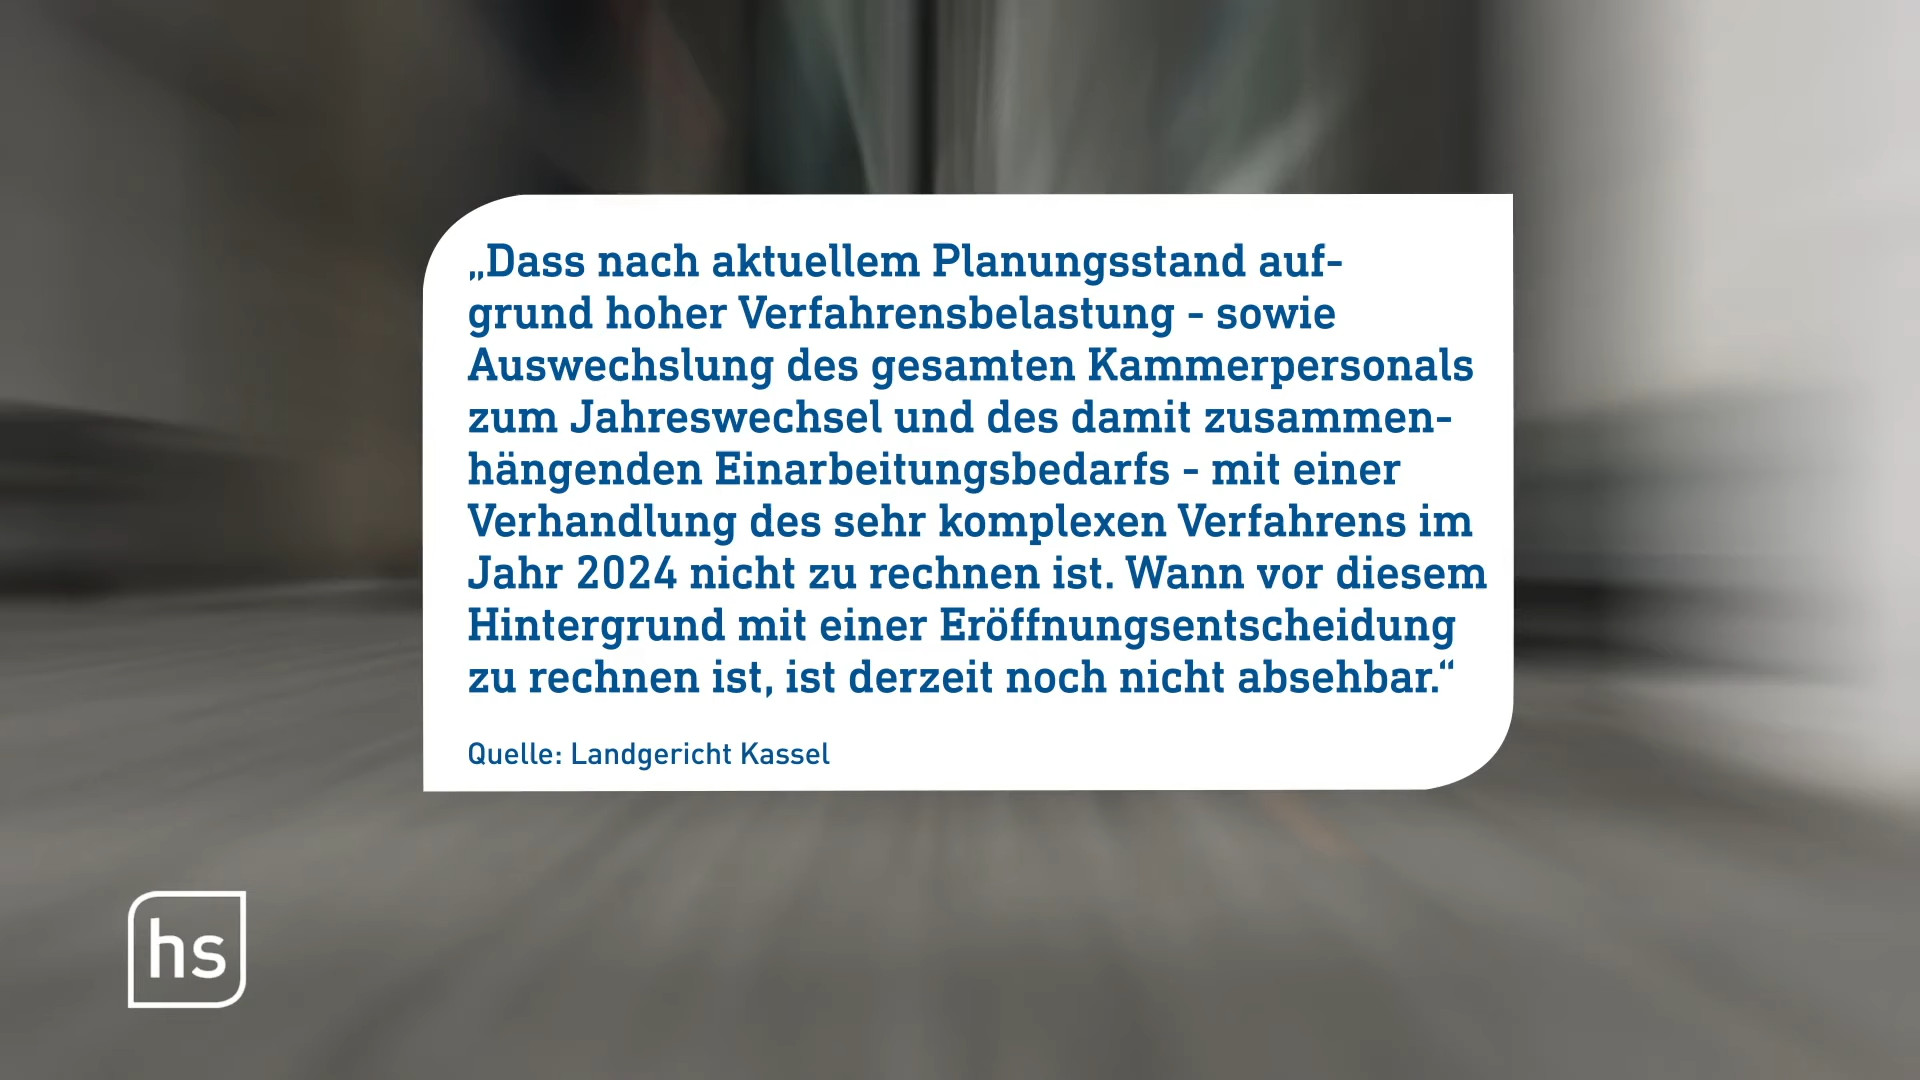 „Dass nach aktuellem Planungsstand auf-
grund hoher Verfahrensbelastung - sowie
Auswechslung des gesamten Kammerpersonals
zum Jahreswechsel und des damit zusammen-
hängenden Einarbeitungsbedarfs - mit einer
Verhandlung des sehr komplexen Verfahrens im
Jahr 2024 nicht zu rechnen ist. Wann vor diesem
Hintergrund mit einer Eröffnungsentscheidung
zu rechnen ist, ist derzeit noch nicht absehbar.“
Quelle: Landgericht Kassel
hs